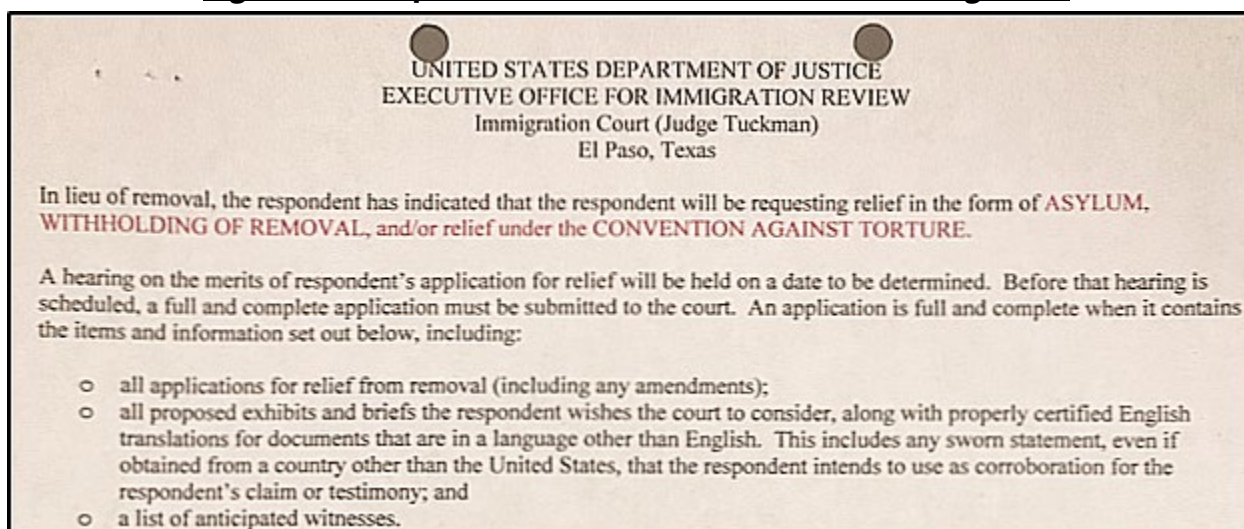 UNITED STATES DEPARTMENT OF JUSTICE
EXECUTIVE OFFICE FOR IMMIGRATION REVIEW
Immigration Court (Judge Tuckman)
El Paso, Texas
In lieu of removal, the respondent has indicated that the respondent will be requesting relief in the form of ASYLUM,
WITHHOLDING OF REMOVAL, and/or relief under the CONVENTION AGAINST TORTURE.
A hearing on the merits of respondent's application for relief will be held on a date to be determined. Before that hearing is
scheduled, a full and complete application must be submitted to the court. An application is full and complete when it contains
the items and information set out below, including:
o all applications for relief from removal (including any amendments);
o all proposed exhibits and briefs the respondent wishes the court to consider, along with properly certified English
translations for documents that are in a language other than English. This includes any sworn statement, even if
obtained from a country other than the United States, that the respondent intends to use as corroboration for the
respondent's claim or testimony; and
o a list of anticipated witnesses.